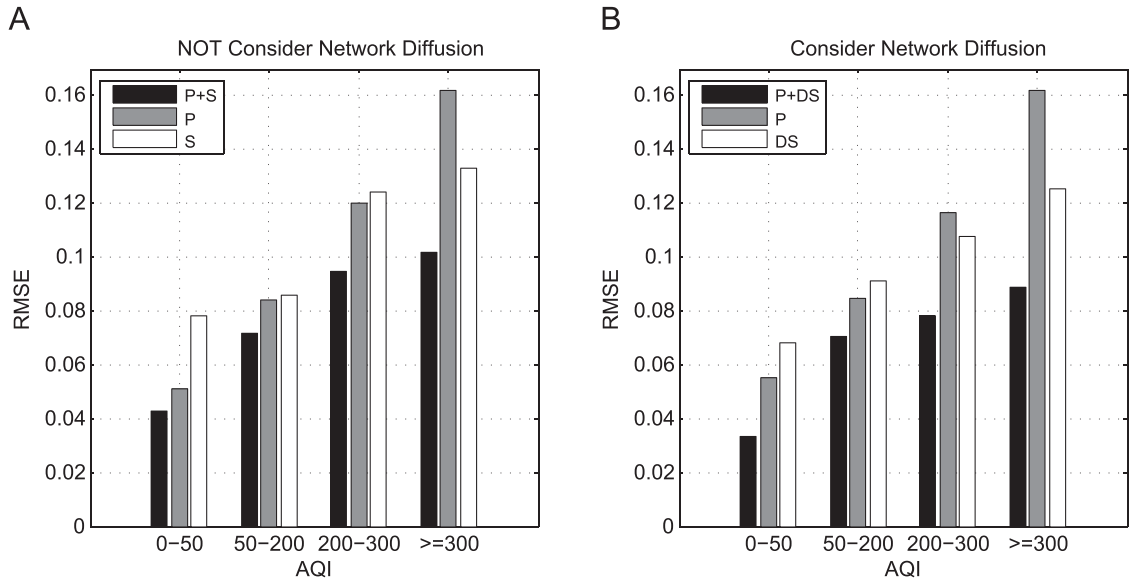 A
NOT Consider Network Diffusion
P+S
P
S
RMSE
0.16
0.14
0.12
0.1
0.08
0.06
0.04
0.02
0
0−50 50−200 200−300 >=300
AQI
B
Consider Network Diffusion
P+DS
P
DS
RMSE
0.16
0.14
0.12
0.1
0.08
0.06
0.04
0.02
0
0−50 50−200 200−300 >=300
AQI